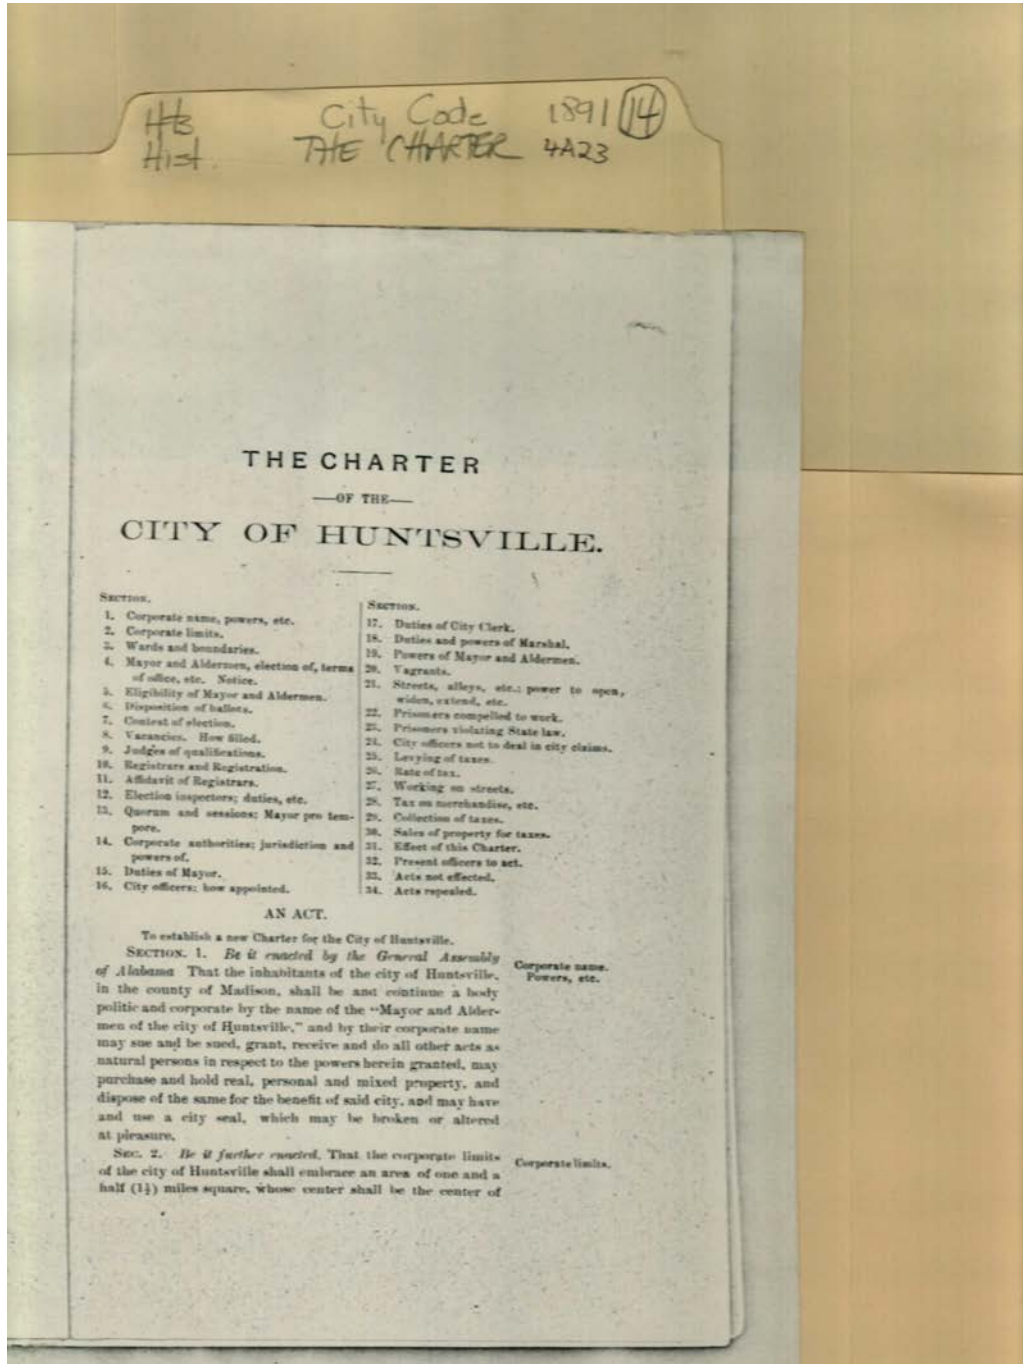 Hist.
City Code 1891 14
THE CHARTER 4A23
THE CHARTER
—OF THE—
CITY OF HUNTSVILLE.
SECTION.
1. Corporate name, powers, etc.
2. Corporate limits.
3. Wards and boundaries.
4. Mayor and Aldermen, election of, terms
of office, etc. Notice.
5. Eligibility of Mayor and Aldermen.
6. Disposition of ballots.
7. Contest of election.
8. Vacancies. How filled.
9. Judges of qualifications.
10. Registrars and Registration.
11. Affidavit of Registrars.
12. Election inspectors; duties, etc.
13. Quorum and sessions; Mayor pro tem-
pore.
14. Corporate authorities; jurisdiction and
powers of.
15. Duties of Mayor.
16. City officers; how appointed.
SECTION.
17. Duties of City Clerk.
18. Duties and powers of Marshal.
19. Powers of Mayor and Aldermen.
20. Vagrants.
21. Streets, alleys, etc.; power to open,
widen, extend, etc.
22. Prisoners compelled to work.
23. Prisoners violating State law.
24. City officers not to deal in city claims.
25. Levying of taxes.
26. Rate of tax.
27. Working on streets.
28. Tax on merchandise, etc.
29. Collection of taxes.
30. Sales of property for taxes.
31. Effect of this Charter.
32. Present officers to act.
33. Acts not effected.
34. Acts repealed.
AN ACT.
To establish a new Charter for the City of Huntsville.
SECTION. 1. Be it enacted by the General Assembly
of Alabama That the inhabitants of the city of Huntsville,
in the county of Madison, shall be and continue a body
politic and corporate by the name of the "Mayor and Alder-
men of the city of Huntsville," and by their corporate name
may sue and be sued, grant, receive and do all other acts as
natural persons in respect to the powers herein granted, may
purchase and hold real, personal and mixed property, and
dispose of the same for the benefit of said city, and may have
and use a city seal, which may be broken or altered
at pleasure.
Corporate name.
Powers, etc.
SEC. 2. Be it further enacted, That the corporate limits
of the city of Huntsville shall embrace an area of one and a
half (1½) miles square, whose center shall be the center of
Corporate limits.